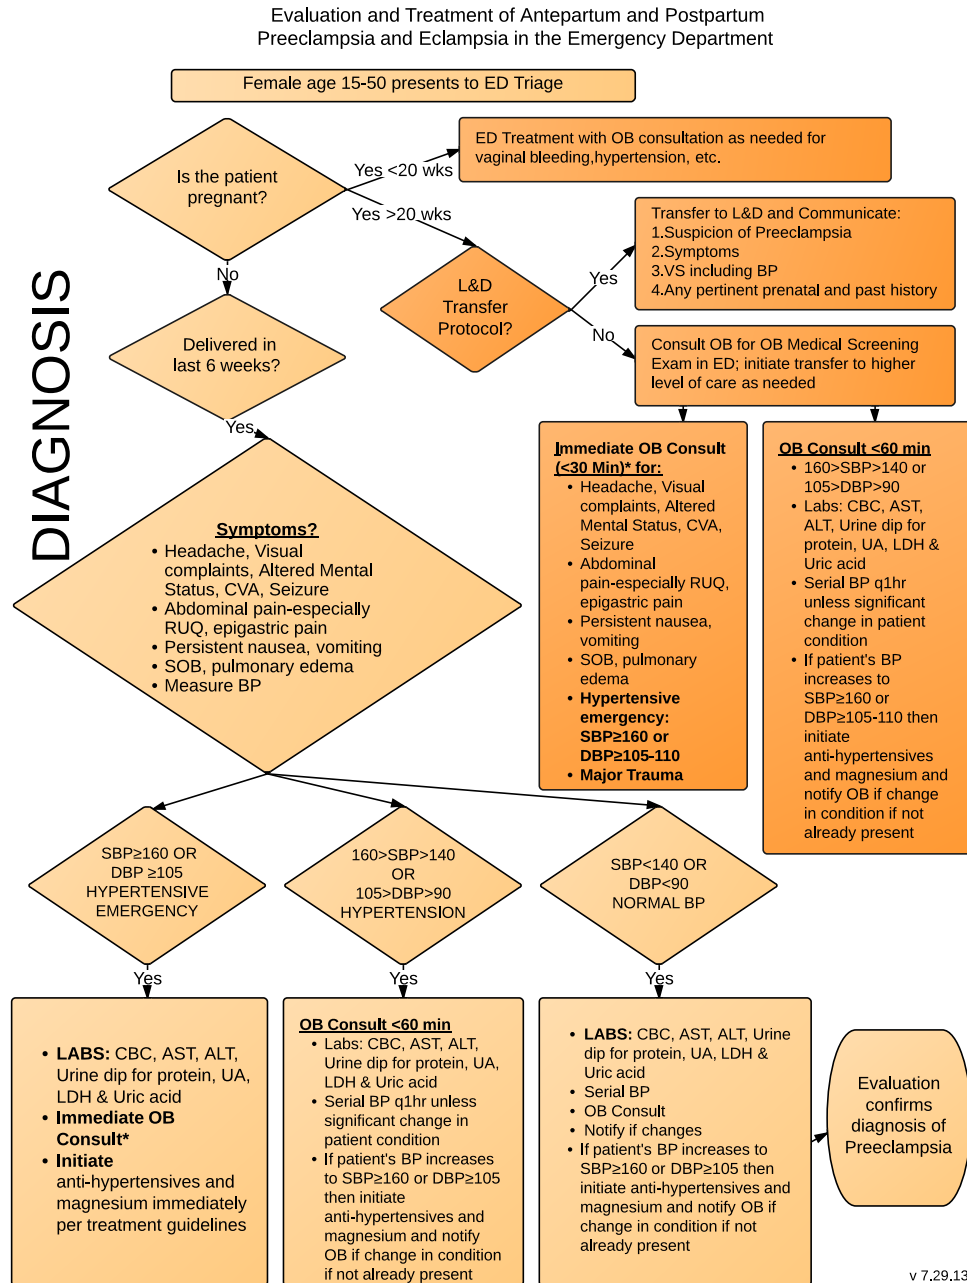 Evaluation and Treatment of Antepartum and Postpartum
Preeclampsia and Eclampsia in the Emergency Department
Female age 15-50 presents to ED Triage
DIAGNOSIS
Is the patient
pregnant?
Yes <20 wks
ED Treatment with OB consultation as needed for
vaginal bleeding,hypertension, etc.
Yes >20 wks
L&D
Transfer
Protocol?
Yes
Transfer to L&D and Communicate:
1.Suspicion of Preeclampsia
2.Symptoms
3.VS including BP
4.Any pertinent prenatal and past history
No
Consult OB for OB Medical Screening
Exam in ED; initiate transfer to higher
level of care as needed
Immediate OB Consult
(<30 Min)* for:
• Headache, Visual
complaints, Altered
Mental Status, CVA,
Seizure
• Abdominal
pain-especially RUQ,
epigastric pain
• Persistent nausea,
vomiting
• SOB, pulmonary
edema
• Hypertensive
emergency:
SBP≥160 or
DBP≥105-110
• Major Trauma
OB Consult <60 min
• 160>SBP>140 or
105>DBP>90
• Labs: CBC, AST,
ALT, Urine dip for
protein, UA, LDH &
Uric acid
• Serial BP q1hr
unless significant
change in patient
condition
• If patient's BP
increases to
SBP≥160 or
DBP≥105-110 then
initiate
anti-hypertensives
and magnesium and
notify OB if change
in condition if not
already present
No
Delivered in
last 6 weeks?
Yes
Symptoms?
• Headache, Visual
complaints, Altered Mental
Status, CVA, Seizure
• Abdominal pain-especially
RUQ, epigastric pain
• Persistent nausea, vomiting
• SOB, pulmonary edema
• Measure BP
SBP≥160 OR
DBP ≥105
HYPERTENSIVE
EMERGENCY
Yes
• LABS: CBC, AST, ALT,
Urine dip for protein, UA,
LDH & Uric acid
• Immediate OB
Consult*
• Initiate
anti-hypertensives and
magnesium immediately
per treatment guidelines
160>SBP>140
OR
105>DBP>90
HYPERTENSION
Yes
OB Consult <60 min
• Labs: CBC, AST, ALT,
Urine dip for protein, UA,
LDH & Uric acid
• Serial BP q1hr unless
significant change in
patient condition
• If patient's BP increases
to SBP≥160 or DBP≥105
then initiate
anti-hypertensives and
magnesium and notify
OB if change in condition
if not already present
SBP<140 OR
DBP<90
NORMAL BP
Yes
• LABS: CBC, AST, ALT, Urine
dip for protein, UA, LDH &
Uric acid
• Serial BP
• OB Consult
• Notify if changes
• If patient's BP increases to
SBP≥160 or DBP≥105 then
initiate anti-hypertensives and
magnesium and notify OB if
change in condition if not
already present
Evaluation
confirms
diagnosis of
Preeclampsia
v 7.29.13